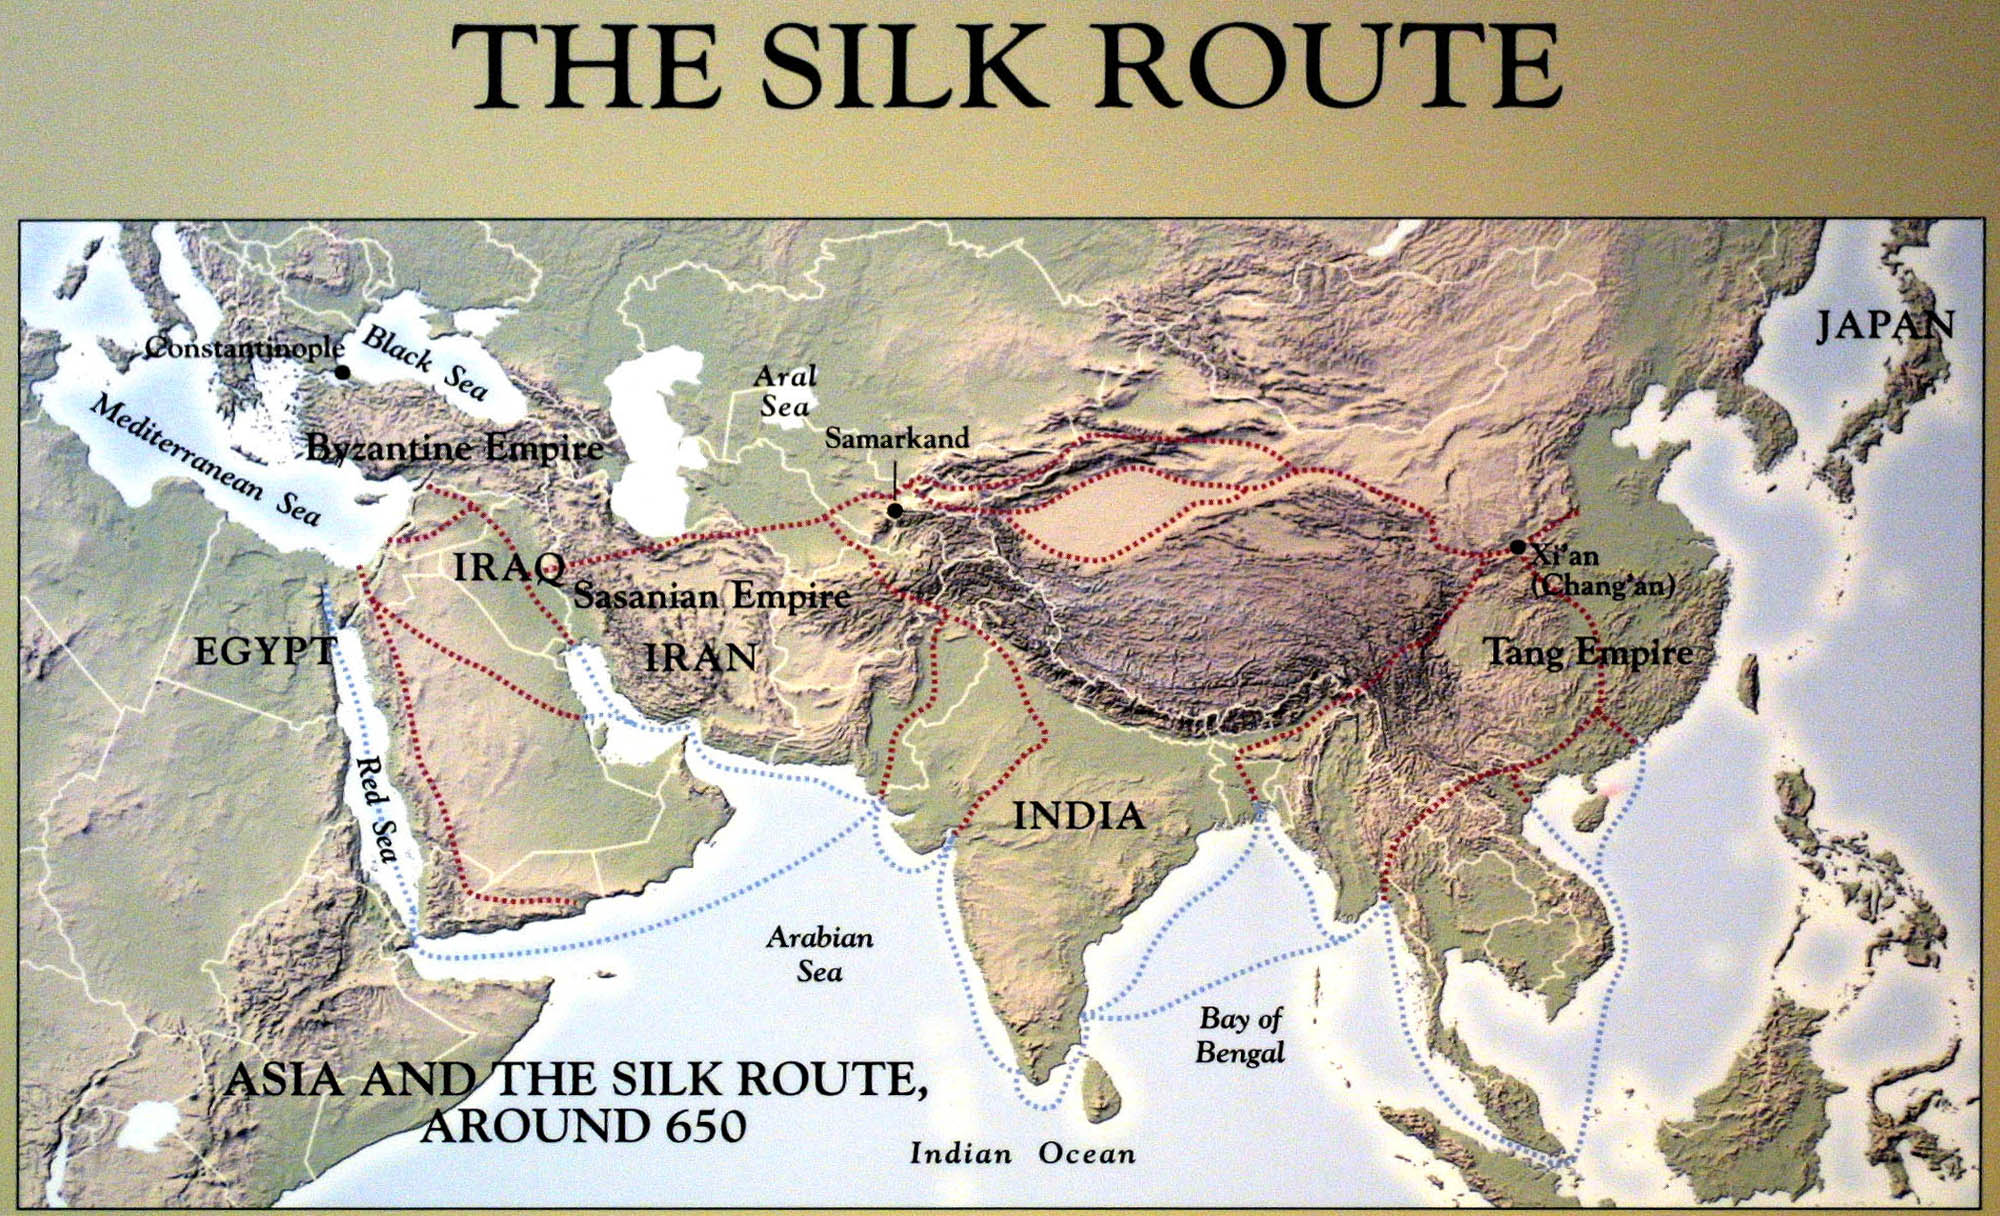 THE SILK ROUTE
JAPAN
Constantinople
Black Sea
Aral
Sea
Mediterranean Sea
Samarkand
Byzantine Empire
IRAQ
Xi'an
(Chang'an)
Sasanian Empire
EGYPT
IRAN
Tang Empire
Red Sea
INDIA
Arabian
Sea
Bay of
Bengal
ASIA AND THE SILK ROUTE,
AROUND 650
Indian Ocean